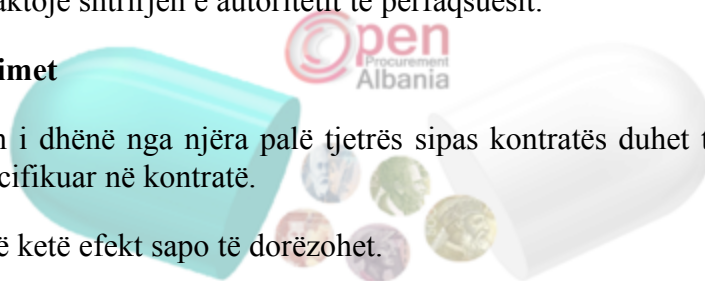 aktojë shtrirjen e autoritetit të përfaqsuesit.
Open
Procurement
Albania
imet
i dhënë nga njëra palë tjetrës sipas kontratës duhet
cifikuar në kontratë.
ë ketë efekt sapo të dorëzohet.